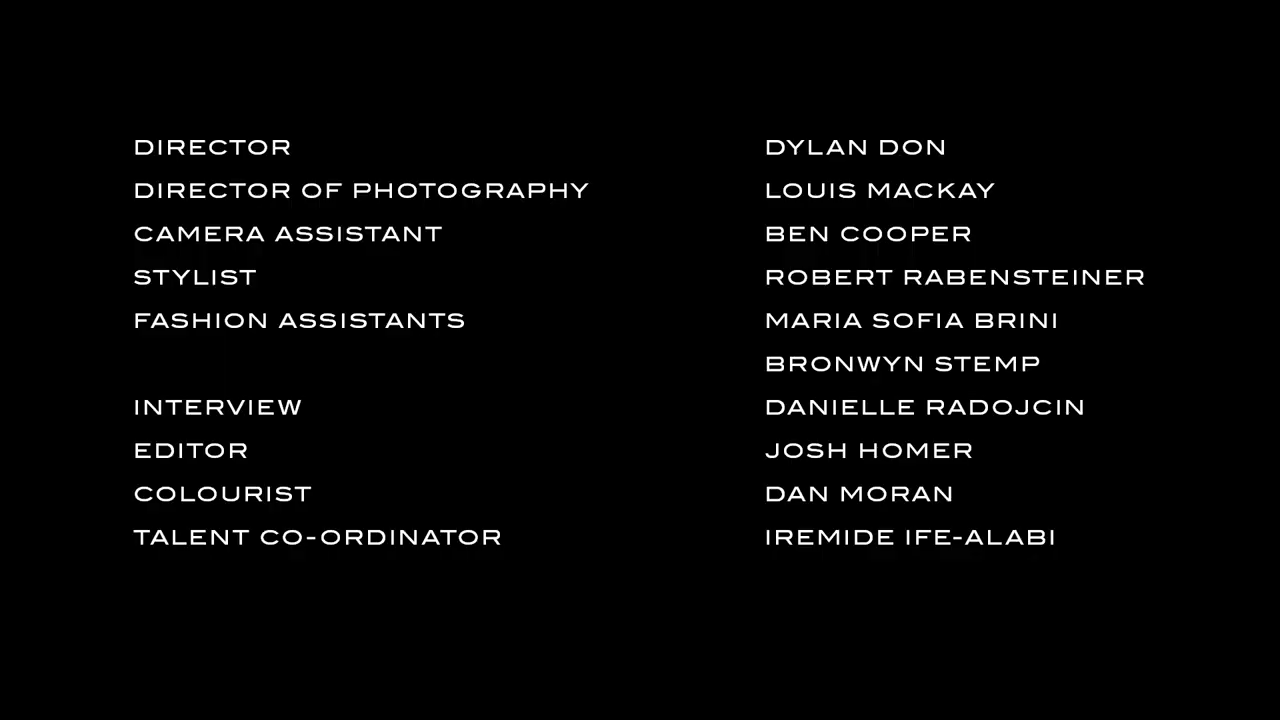 DIRECTOR DYLAN DON
DIRECTOR OF PHOTOGRAPHY LOUIS MACKAY
CAMERA ASSISTANT BEN COOPER
STYLIST ROBERT RABENSTEINER
FASHION ASSISTANTS MARIA SOFIA BRINI
BRONWYN STEMP
INTERVIEW DANIELLE RADOJCIN
EDITOR JOSH HOMER
COLOURIST DAN MORAN
TALENT CO-ORDINATOR IREMIDE IFE-ALABI